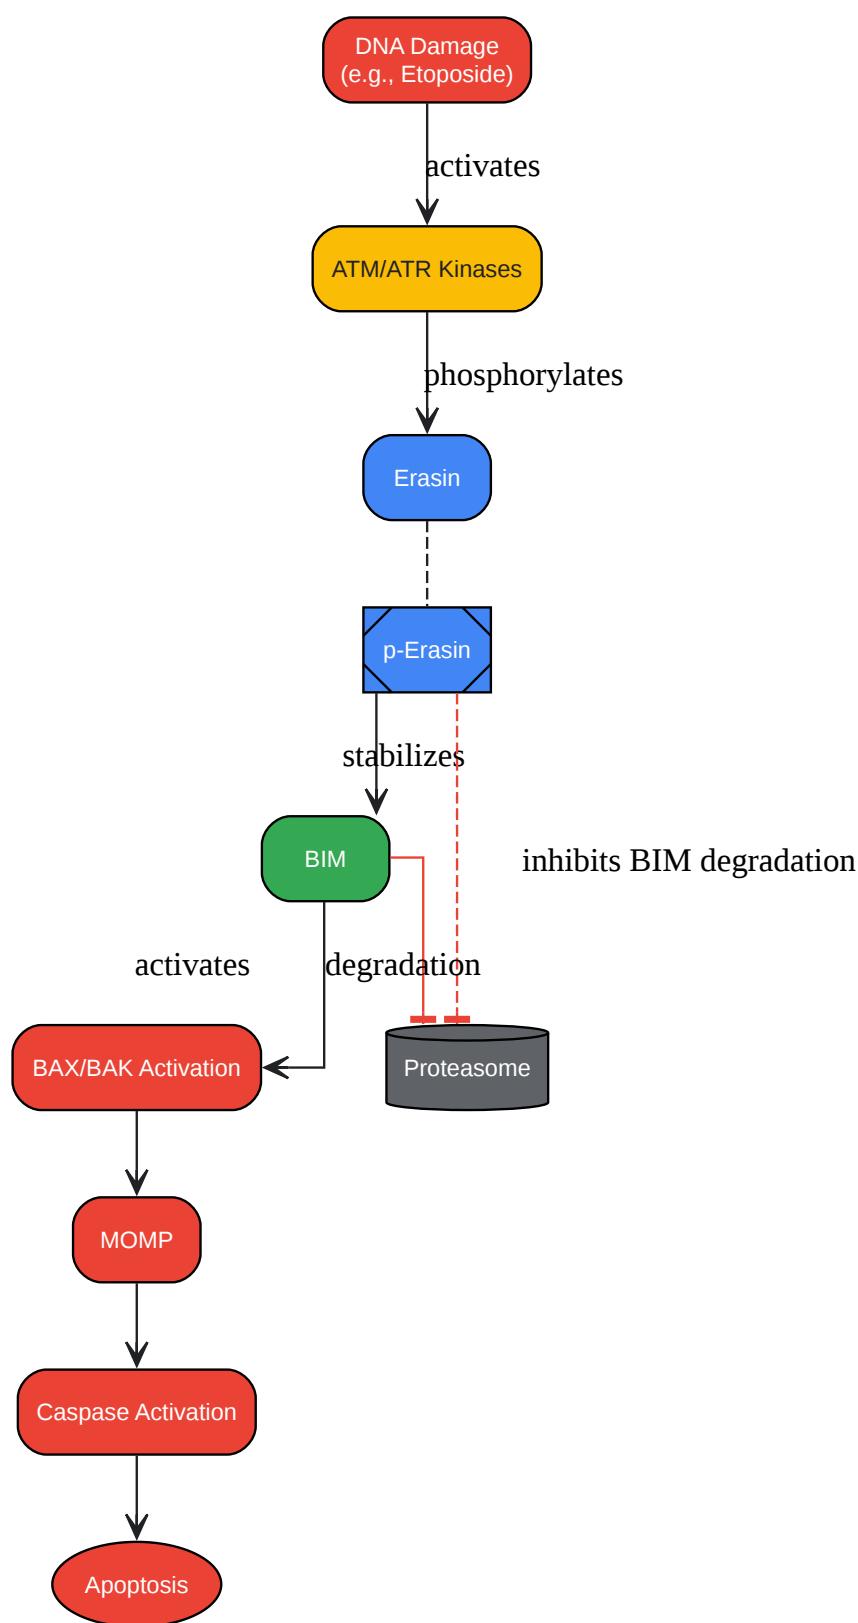 DNA Damage
(e.g., Etoposide)
activates
ATM/ATR Kinases
phosphorylates
Erasin
p-Erasin
stabilizes
BIM
inhibits BIM degradation
activates
degradation
BAX/BAK Activation
Proteasome
MOMP
Caspase Activation
Apoptosis